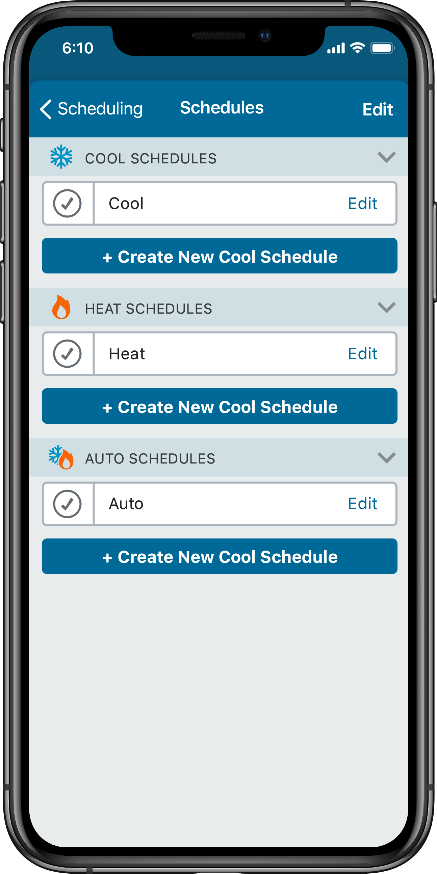 6:10
Scheduling Schedules Edit
COOL SCHEDULES
Cool Edit
+ Create New Cool Schedule
HEAT SCHEDULES
Heat Edit
+ Create New Cool Schedule
AUTO SCHEDULES
Auto Edit
+ Create New Cool Schedule